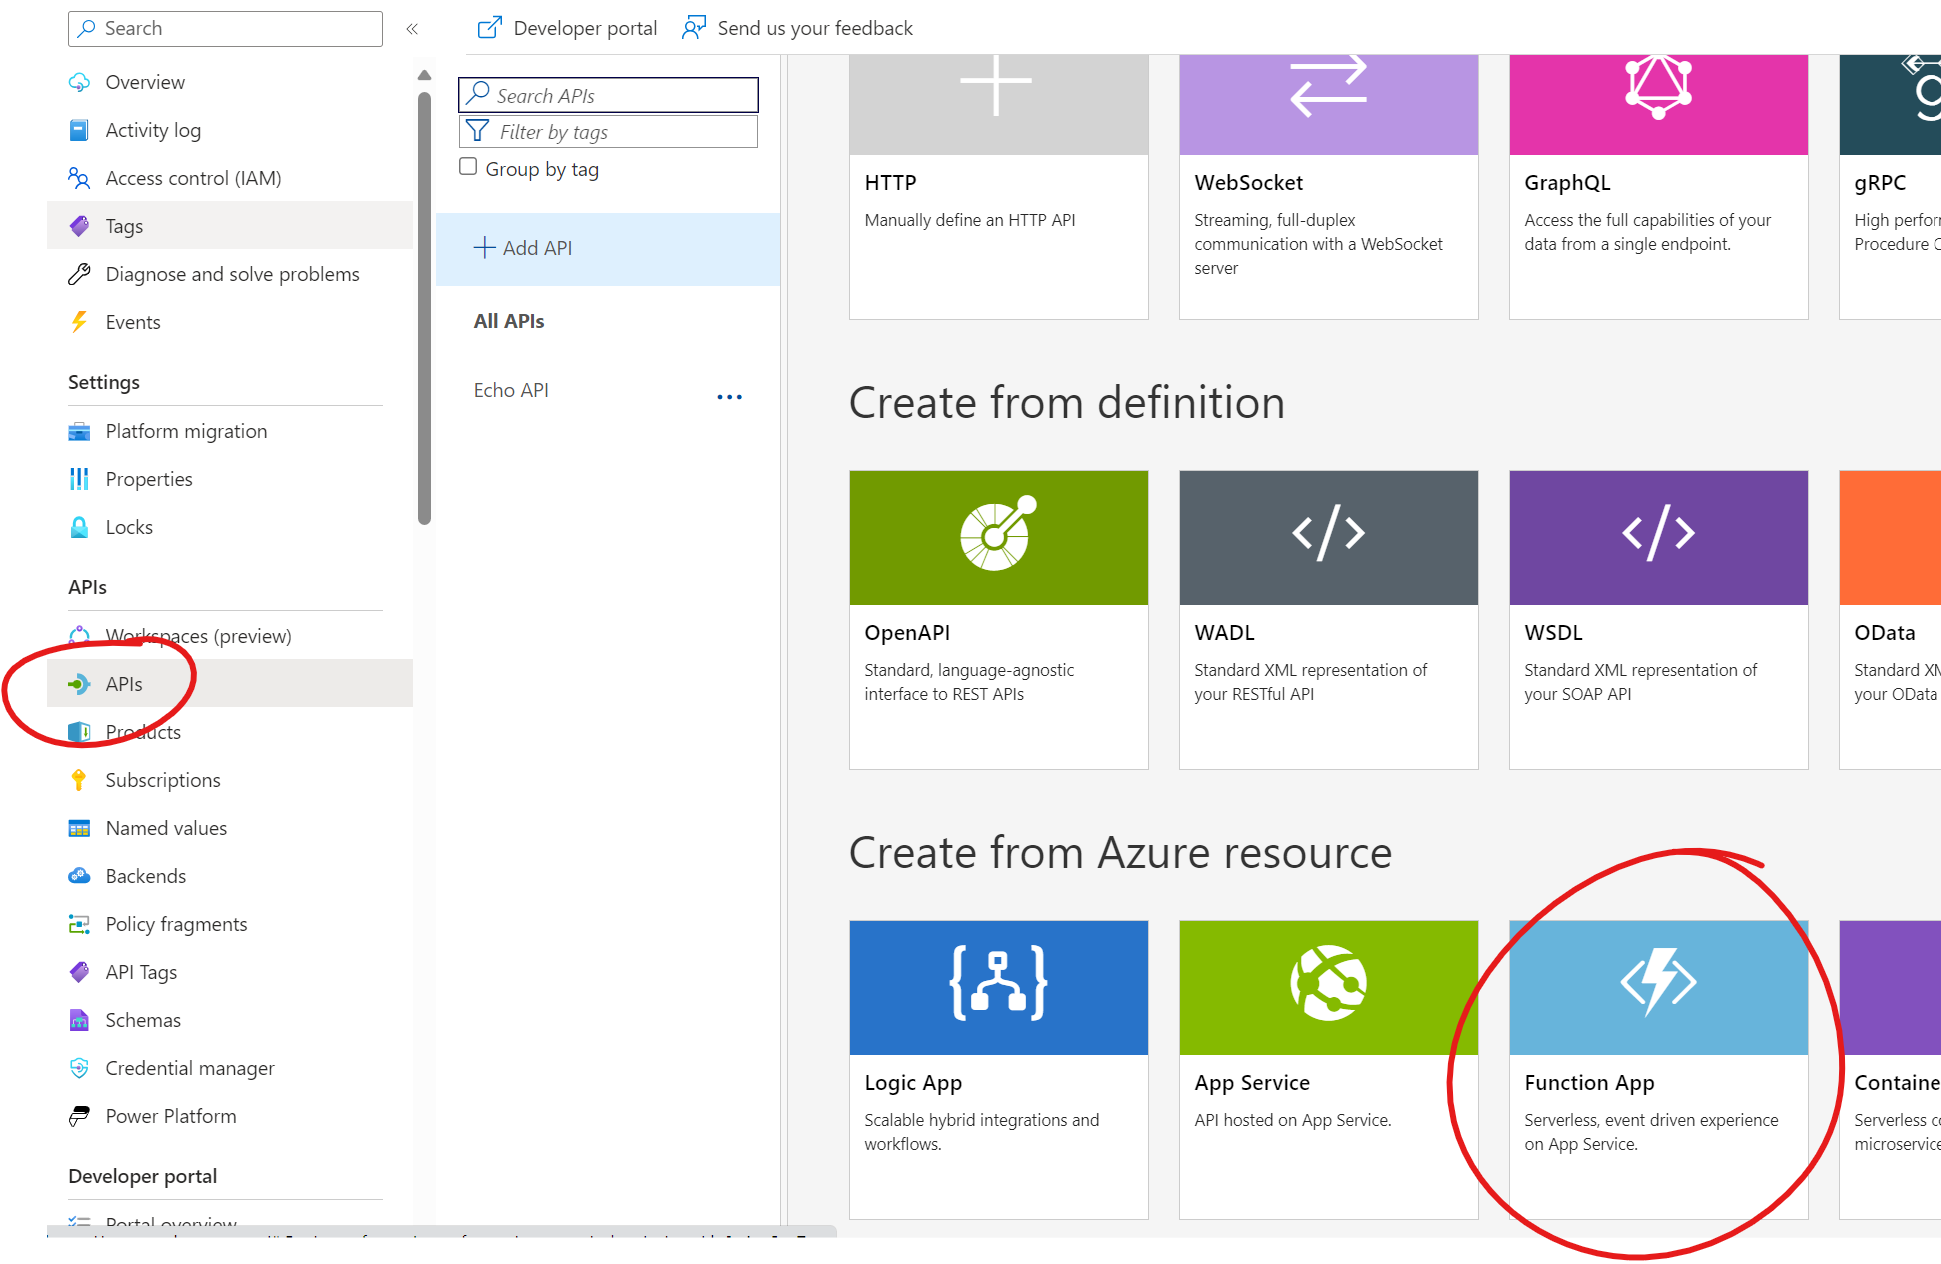 Search
«
Overview
Activity log
Access control (IAM)
Tags
Diagnose and solve problems
Events
Settings
Platform migration
Properties
Locks
APIs
Workspaces (preview)
APIs
Products
Subscriptions
Named values
Backends
Policy fragments
API Tags
Schemas
Credential manager
Power Platform
Developer portal
Portal overview
Developer portal
Send us your feedback
Search APIs
Filter by tags
Group by tag
Add API
All APIs
Echo API
...
HTTP
Manually define an HTTP API
WebSocket
Streaming, full-duplex
communication with a WebSocket
server
GraphQL
Access the full capabilities of your
data from a single endpoint.
gRPC
High
Procedure
Create from definition
OpenAPI
Standard, language-agnostic
interface to REST APIs
WADL
Standard XML representation of
your RESTful API
WSDL
Standard XML representation of
your SOAP API
OData
Standard
your OData
Create from Azure resource
Logic App
Scalable hybrid integrations and
workflows.
App Service
API hosted on App Service.
Function App
Serverless, event driven experience
on App Service.
Containe
Serverless
microservice